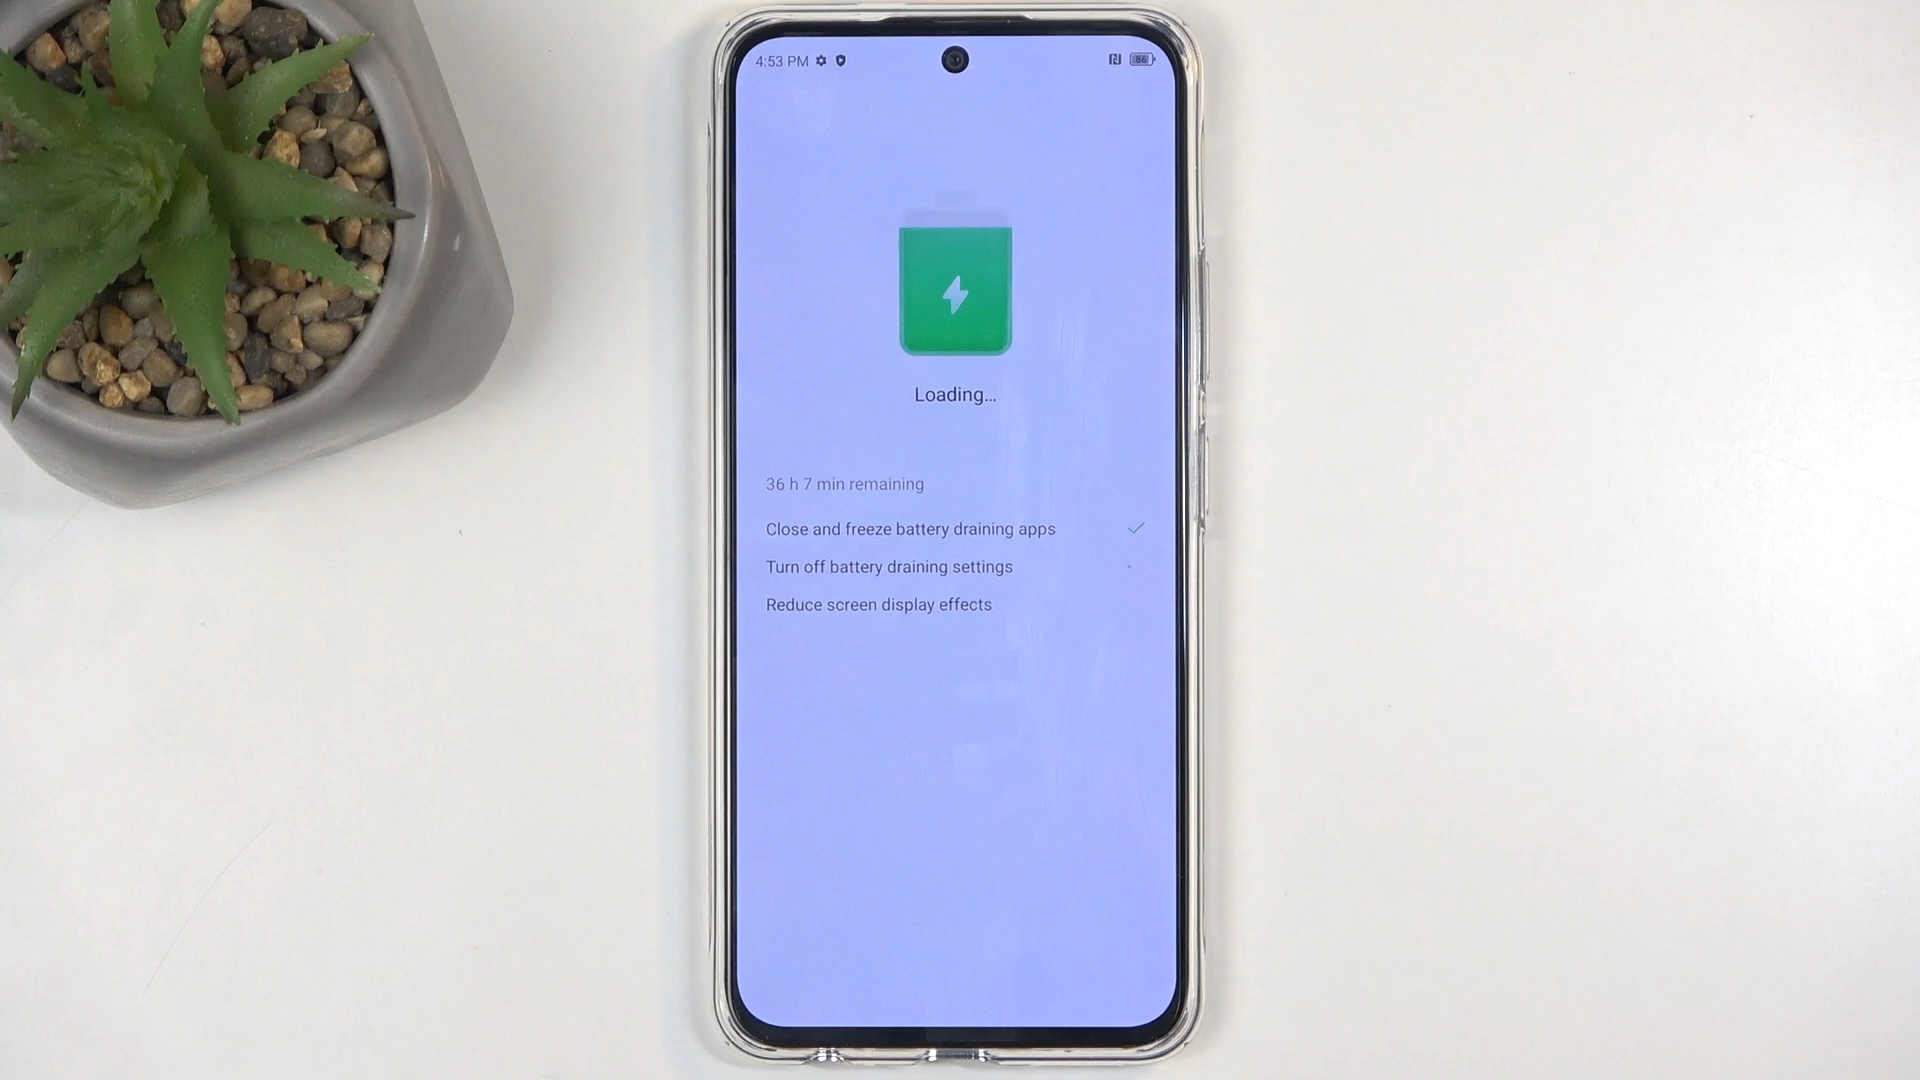 4:53 PM
86
Loading...
36 h 7 min remaining
Close and freeze battery draining apps
Turn off battery draining settings
Reduce screen display effects